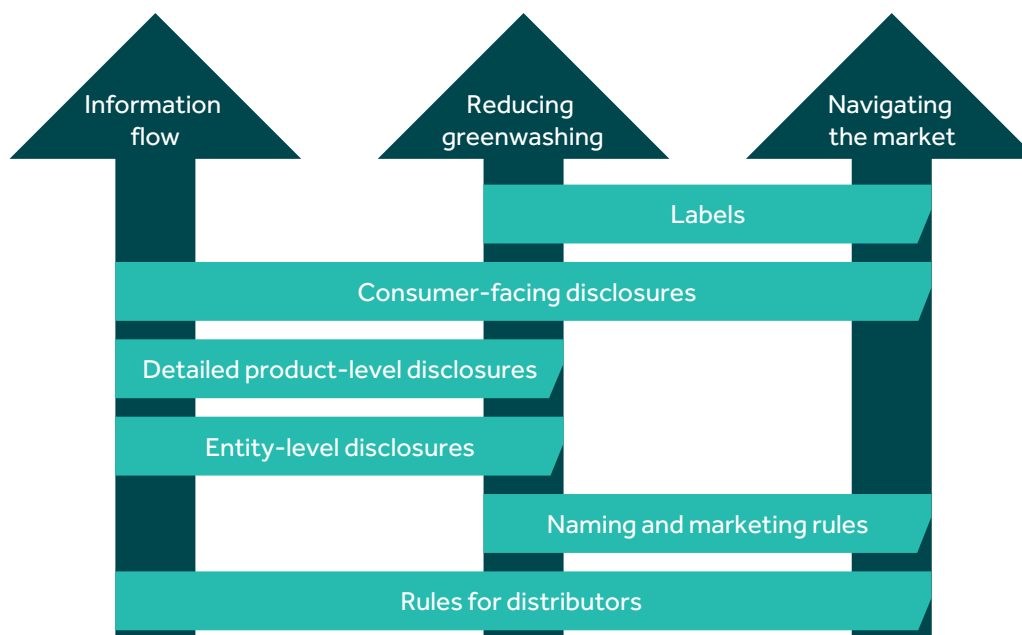 Information
flow
Reducing
greenwashing
Navigating
the market
Labels
Consumer-facing disclosures
Detailed product-level disclosures
Entity-level disclosures
Naming and marketing rules
Rules for distributors